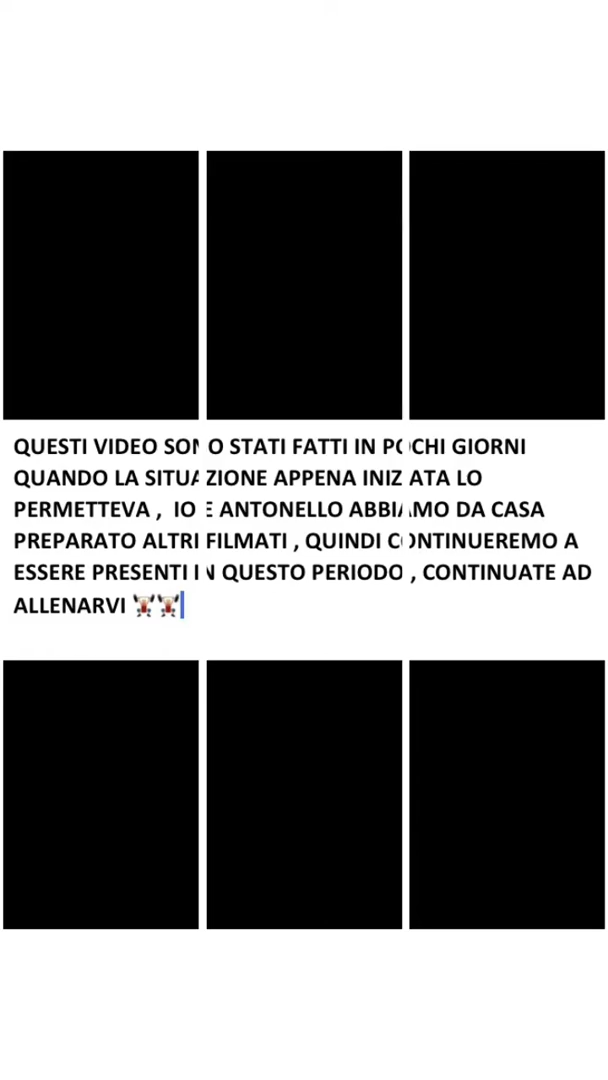 QUESTI VIDEO SONO STATI FATTI IN POCHI GIORNI
QUANDO LA SITUAZIONE APPENA INIZIATA LO
PERMETTEVA , IO E ANTONELLO ABBIAMO DA CASA
PREPARATO ALTRI FILMATI , QUINDI CONTINUEREMO A
ESSERE PRESENTI IN QUESTO PERIODO , CONTINUATE AD
ALLENARVI 🏋️🏋️